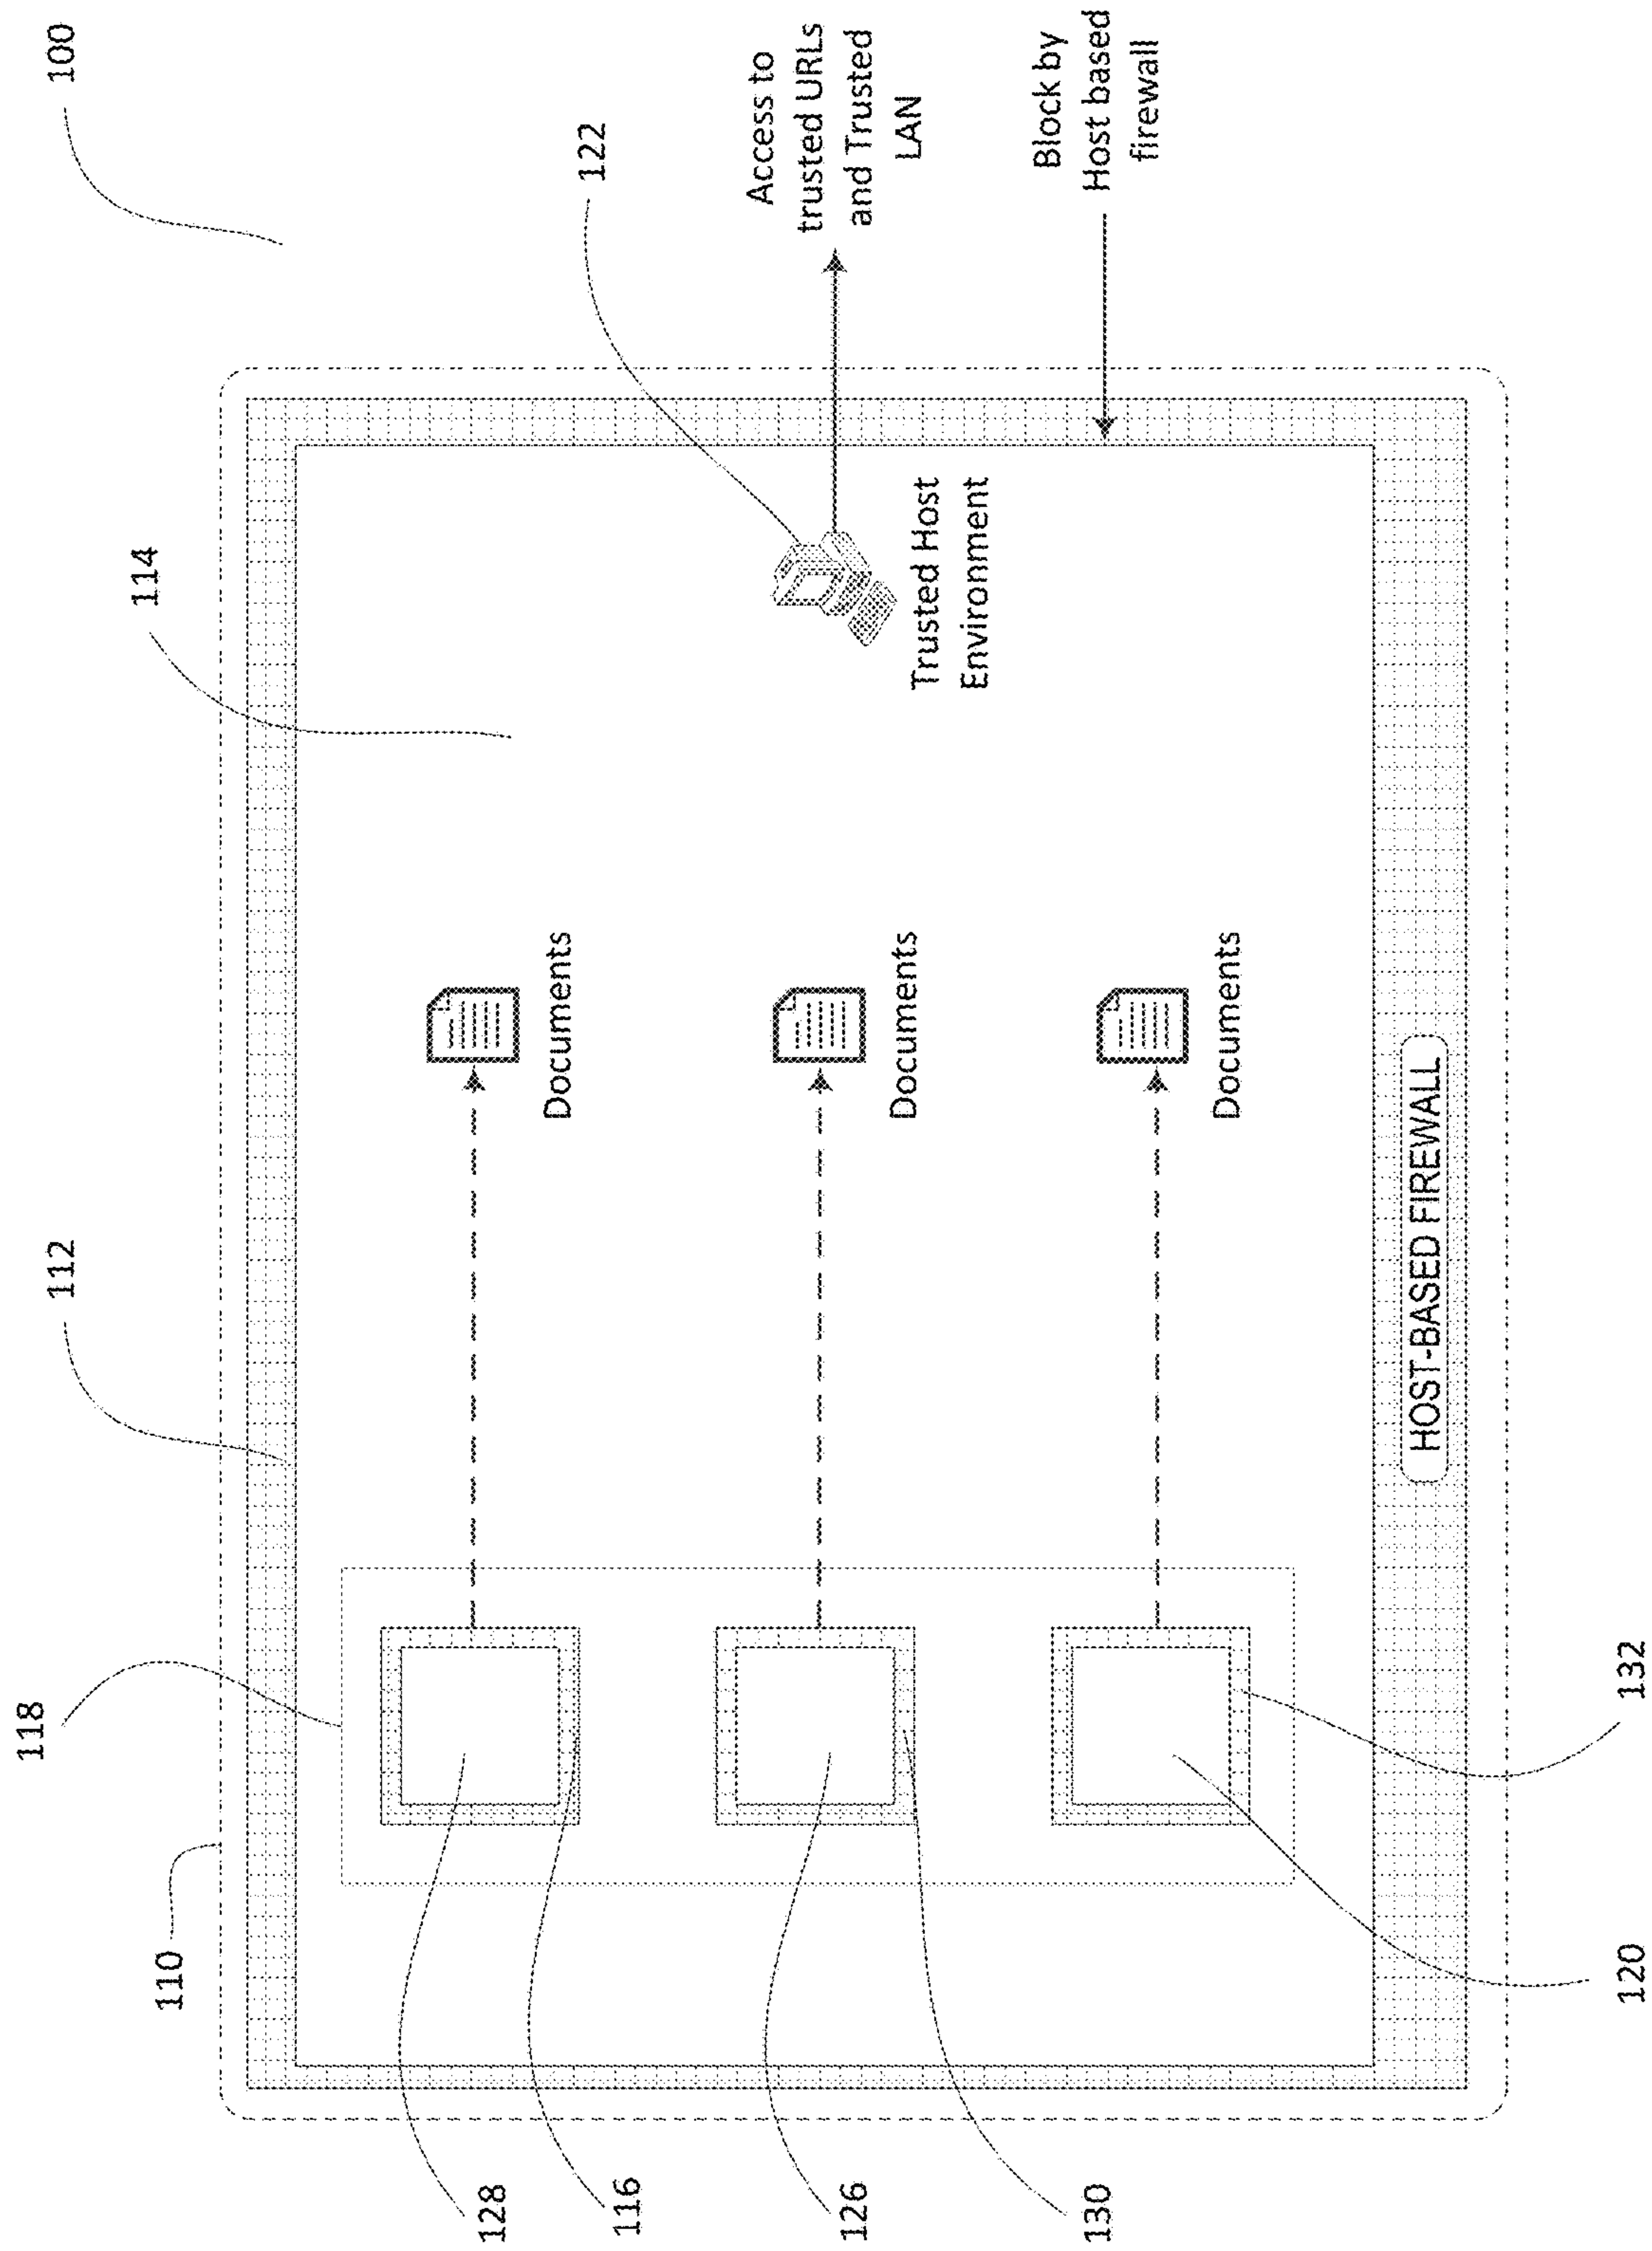 100
122
Access to
trusted URLs
and Trusted
LAN
Block by
Host based
firewall
114
Trusted Host
Environment
Documents
Documents
Documents
112
HOST-BASED FIREWALL
118
110
132
120
128
116
126
130